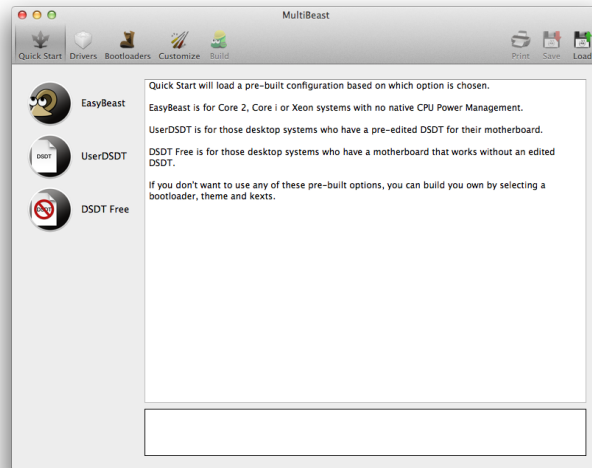 MultiBeast
Quick Start Drivers Bootloaders Customize Build Print Save Load
EasyBeast
UserDSDT
DSDT Free
DSDT
DSDT
Quick Start will load a pre-built configuration based on which option is chosen.
EasyBeast is for Core 2, Core i or Xeon systems with no native CPU Power Management.
UserDSDT is for those desktop systems who have a pre-edited DSDT for their motherboard.
DSDT Free is for those desktop systems who have a motherboard that works without an edited
DSDT.
If you don't want to use any of these pre-built options, you can build you own by selecting a
bootloader, theme and kexts.